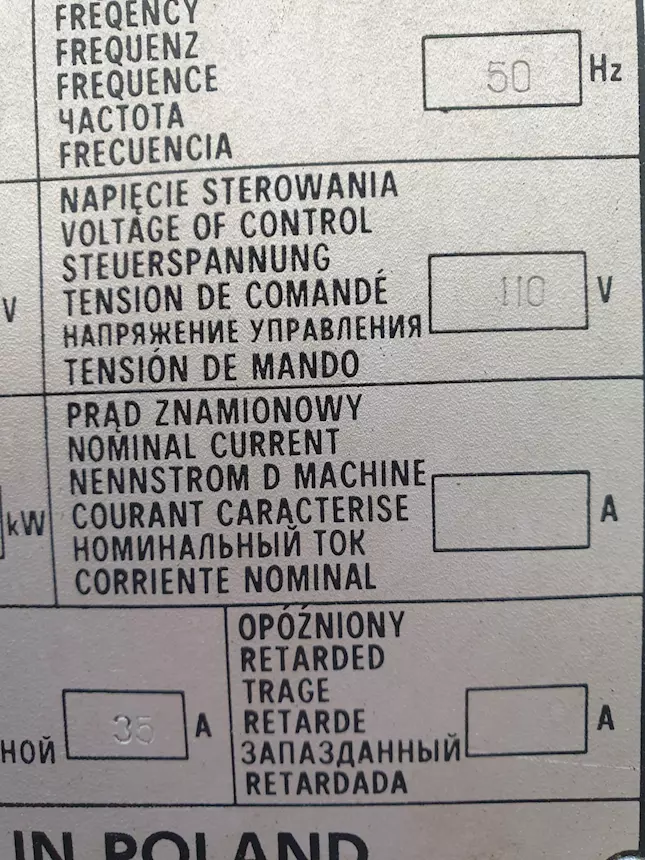 FREQENCY
FREQUENZ
FREQUENCE
50 Hz
ЧАСТОТА
FRECUENCIA
NAPIĘCIE STEROWANIA
VOLTAGE OF CONTROL
STEUERSPANNUNG
V TENSION DE COMANDÉ 110 V
НАПРЯЖЕНИЕ УПРАВЛЕНИЯ
TENSIÓN DE MANDO
PRĄD ZNAMIONOWY
NOMINAL CURRENT
NENNSTROM D MACHINE
kW COURANT CARACTERISE A
НОМИНАЛЬНЫЙ ТОК
CORRIENTE NOMINAL
OPÓŹNIONY
RETARDED
TRAGE
35 A RETARDE A
НОЙ ЗАПАЗДАННЫЙ
RETARDADA
IN POLAND